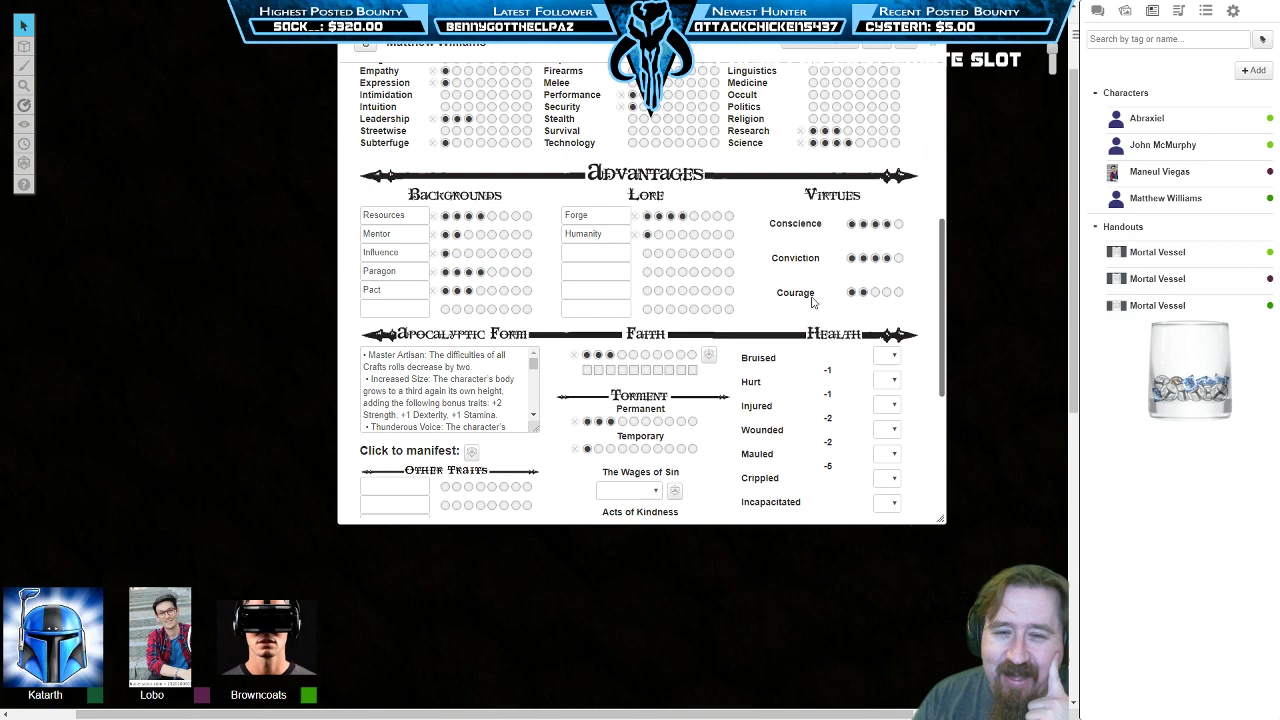 Highest Posted Bounty
Sack__: $320.00
Latest Follower
Bennygottheclpaz
Newest Hunter
AttackChicken5437
Recent Posted Bounty
Cystern: $5.00
Matthew Williams
te Slot
Empathy
Expression
Intimidation
Intuition
Leadership
Streetwise
Subterfuge
Firearms
Melee
Performance
Security
Stealth
Survival
Technology
Linguistics
Medicine
Occult
Politics
Religion
Research
Science
Advantages
Backgrounds
Resources
Mentor
Influence
Paragon
Pact
Lore
Forge
Humanity
Virtues
Conscience
Conviction
Courage
Apocalyptic Form
• Master Artisan: The difficulties of all
Crafts rolls decrease by two.
• Increased Size: The character's body
grows to a third again its own height,
adding the following bonus traits: +2
Strength, +1 Dexterity, +1 Stamina.
• Thunderous Voice: The character's
Click to manifest:
Other Traits
Faith
Torment
Permanent
Temporary
The Wages of Sin
Acts of Kindness
Health
Bruised
-1
Hurt
-1
Injured
-2
Wounded
-2
Mauled
-5
Crippled
Incapacitated
Search by tag or name...
+ Add
Characters
Abraxiel
John McMurphy
Maneul Viegas
Matthew Williams
Handouts
Mortal Vessel
Mortal Vessel
Mortal Vessel
Katarth
Lobo
Browncoats